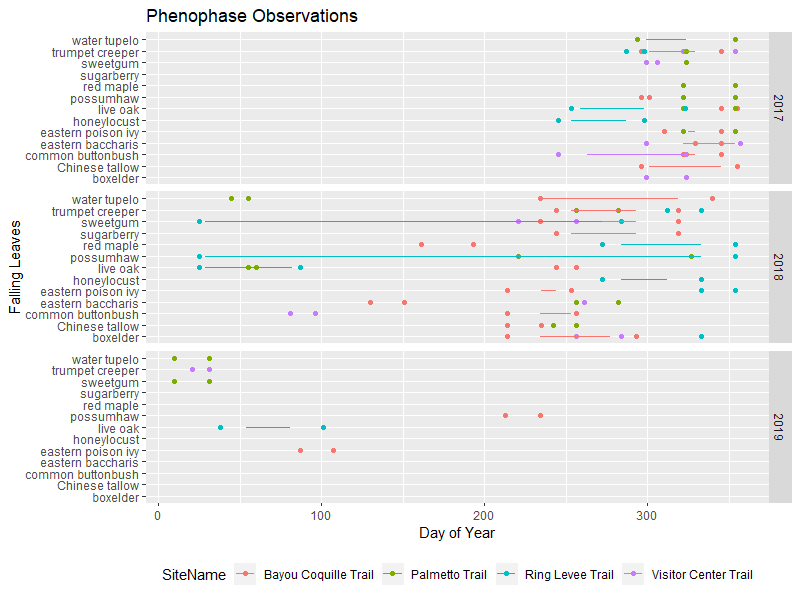 Phenophase Observations
Falling Leaves
water tupelo
trumpet creeper
sweetgum
sugarberry
red maple
possumhaw
live oak
honeylocust
eastern poison ivy
eastern baccharis
common buttonbush
Chinese tallow
boxelder
2017
water tupelo
trumpet creeper
sweetgum
sugarberry
red maple
possumhaw
live oak
honeylocust
eastern poison ivy
eastern baccharis
common buttonbush
Chinese tallow
boxelder
2018
water tupelo
trumpet creeper
sweetgum
sugarberry
red maple
possumhaw
live oak
honeylocust
eastern poison ivy
eastern baccharis
common buttonbush
Chinese tallow
boxelder
2019
0 100 200 300
Day of Year
SiteName Bayou Coquille Trail Palmetto Trail Ring Levee Trail Visitor Center Trail